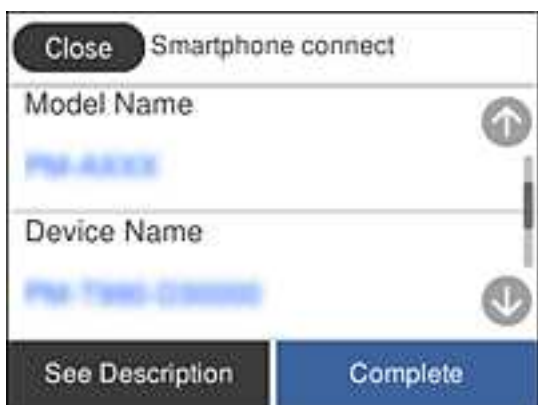 Close Smartphone connect
Model Name
Device Name
See Description Complete